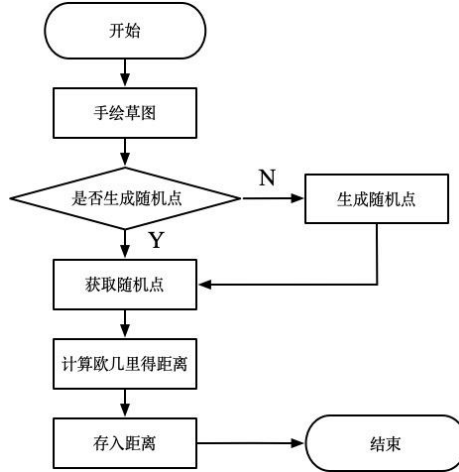 开始
手绘草图
是否生成随机点
N
生成随机点
Y
获取随机点
计算欧几里得距离
存入距离
结束